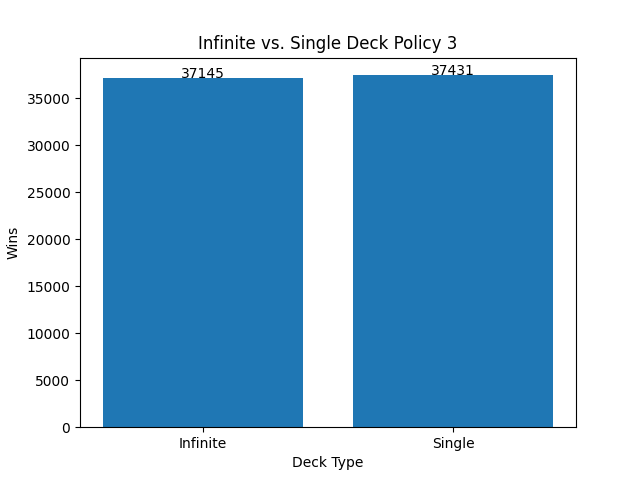 Infinite vs. Single Deck Policy 3
37145
37431
35000
30000
25000
20000
15000
10000
5000
0
Wins
Infinite
Single
Deck Type